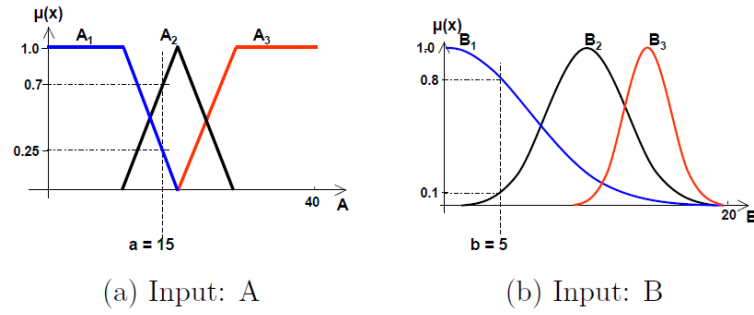 μ(x)
A₁
A₂
A₃
1.0
0.7
0.25
40
A
a = 15
(a) Input: A
μ(x)
B₁
B₂
B₃
1.0
0.8
0.1
20
B
b = 5
(b) Input: B